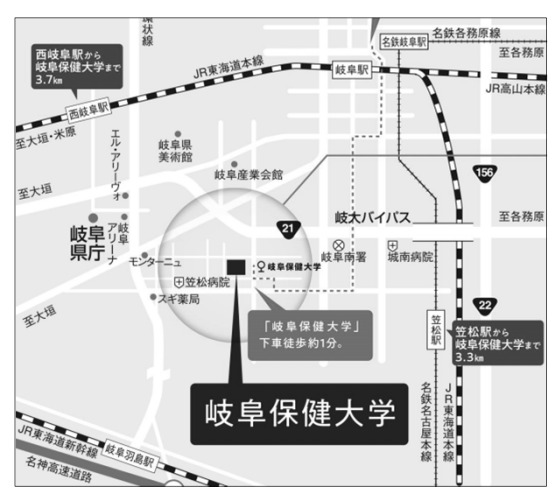 環状線
名鉄各務原線
名鉄岐阜駅
至各務原
西岐阜駅から
岐阜保健大学まで
3.7km
JR東海道本線
岐阜駅
JR高山本線
西岐阜駅
至大垣・米原
エル・アリーヴォ
岐阜県
美術館
岐阜産業会館
156
至大垣
岐阜
県庁
岐阜
アリーナ
21
岐大バイパス
至各務原
モンターニュ
岐阜保健大学
岐阜南署
城南病院
笠松病院
スギ薬局
至大垣
22
「岐阜保健大学」
下車徒歩約1分。
笠松駅
笠松駅から
岐阜保健大学まで
3.3km
岐阜保健大学
名鉄名古屋本線
JR東海道本線
JR東海道新幹線
岐阜羽島駅
名神高速道路